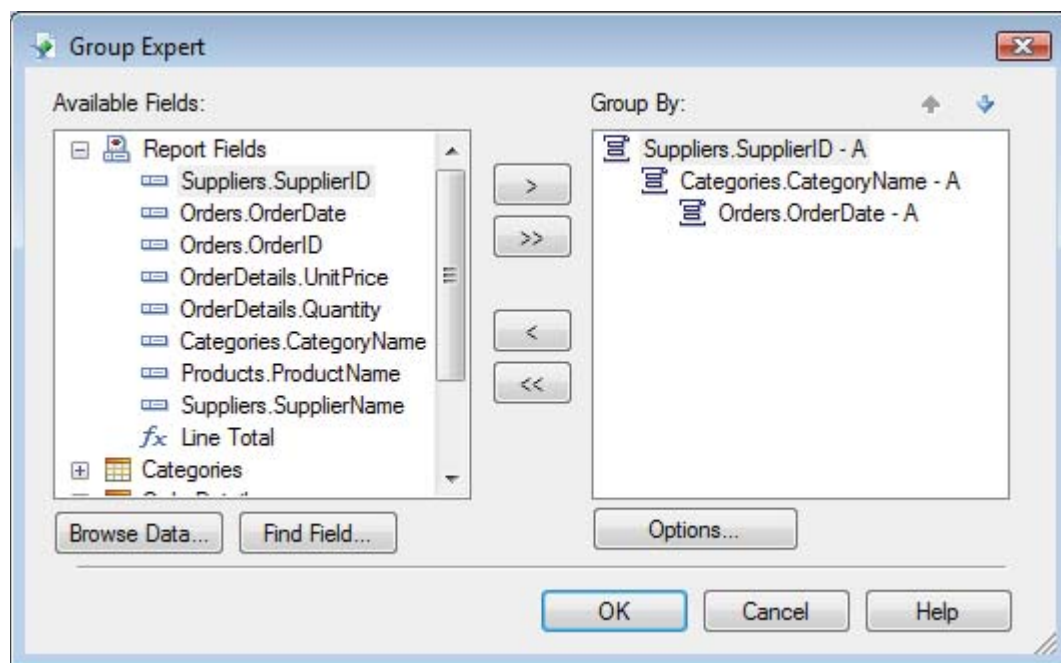 Group Expert
Available Fields:
Report Fields
Suppliers.SupplierID
Orders.OrderDate
Orders.OrderID
OrderDetails.UnitPrice
OrderDetails.Quantity
Categories.CategoryName
Products.ProductName
Suppliers.SupplierName
fx Line Total
Categories
>
>>
<
<<
Group By:
Suppliers.SupplierID - A
Categories.CategoryName - A
Orders.OrderDate - A
Browse Data...
Find Field...
Options...
OK
Cancel
Help